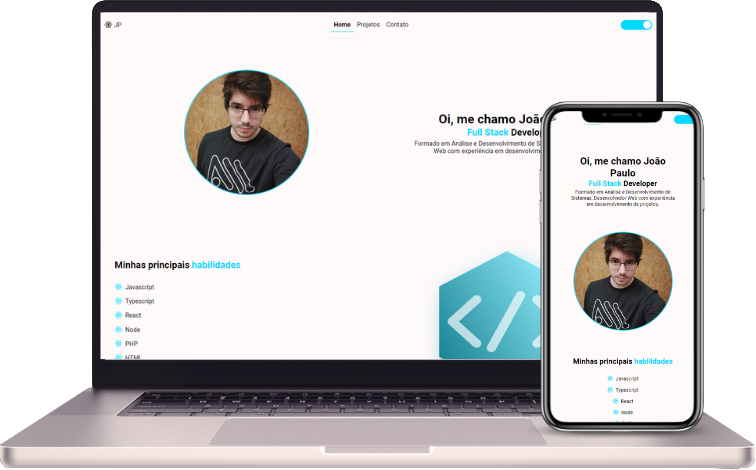 JP
Home Projetos Contato
Oi, me chamo João
Full Stack Develop
Formado em Análise e Desenvolvimento de Si
Web com experiência em desenvolvim
Minhas principais habilidades
Javascript
Typescript
React
Node
PHP
HTML
Oi, me chamo João
Paulo
Full Stack Developer
Formado em Análise e Desenvolvimento de
Sistemas, Desenvolvedor Web com experiência
em desenvolvimento de projetos.
Minhas principais habilidades
Javascript
Typescript
React
Node